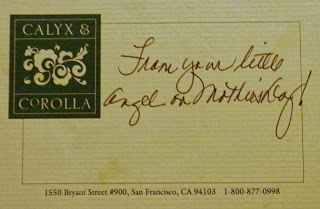 CALYX &
COROLLA
From your little
angel on Mother's Day!
1550 Bryant Street #900, San Francisco, CA 94103 1-800-877-0998